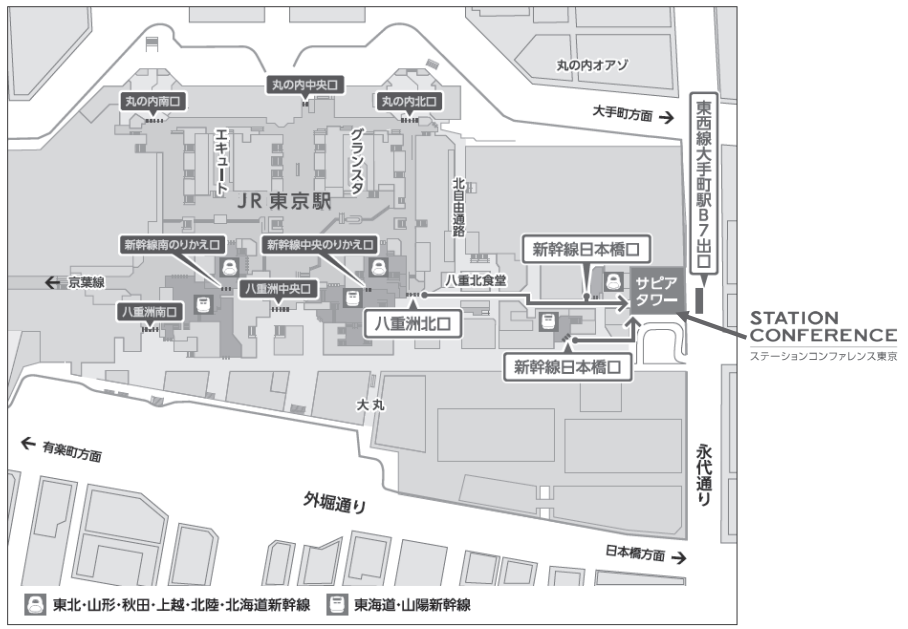 丸の内オアゾ
丸の内中央口
丸の内南口
丸の内北口
大手町方面 →
東西線大手町駅B7出口
エキュート
グランスタ
JR 東京駅
北自由通路
新幹線南のりかえ口
新幹線中央のりかえ口
新幹線日本橋口
← 京葉線
八重洲中央口
八重北食堂
サピア
タワー
八重洲南口
八重洲北口
STATION
CONFERENCE
ステーションコンファレンス東京
新幹線日本橋口
大丸
← 有楽町方面
外堀通り
永代通り
日本橋方面 →
東北・山形・秋田・上越・北陸・北海道新幹線
東海道・山陽新幹線